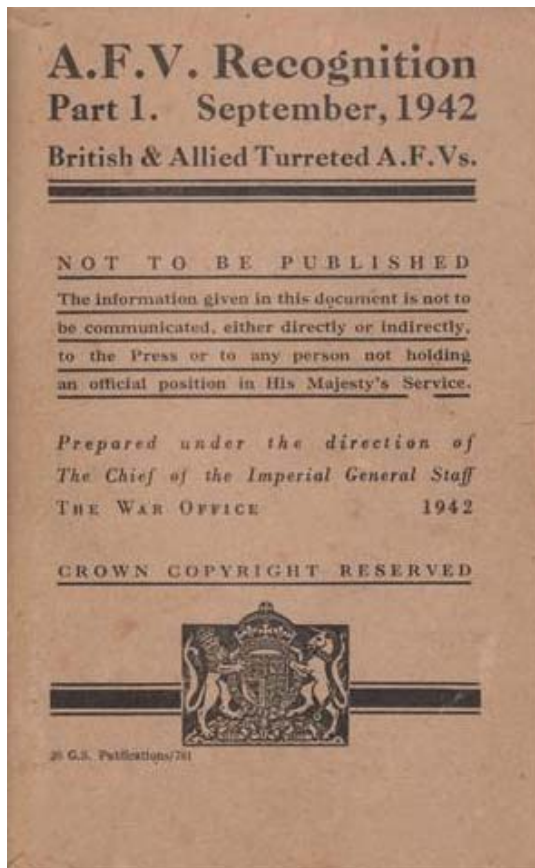 A.F.V. Recognition
Part 1. September, 1942
British & Allied Turreted A.F.Vs.
NOT TO BE PUBLISHED
The information given in this document is not to
be communicated, either directly or indirectly,
to the Press or to any person not holding
an official position in His Majesty's Service.
Prepared under the direction of
The Chief of the Imperial General Staff
THE WAR OFFICE 1942
CROWN COPYRIGHT RESERVED
G.S. Publications/781